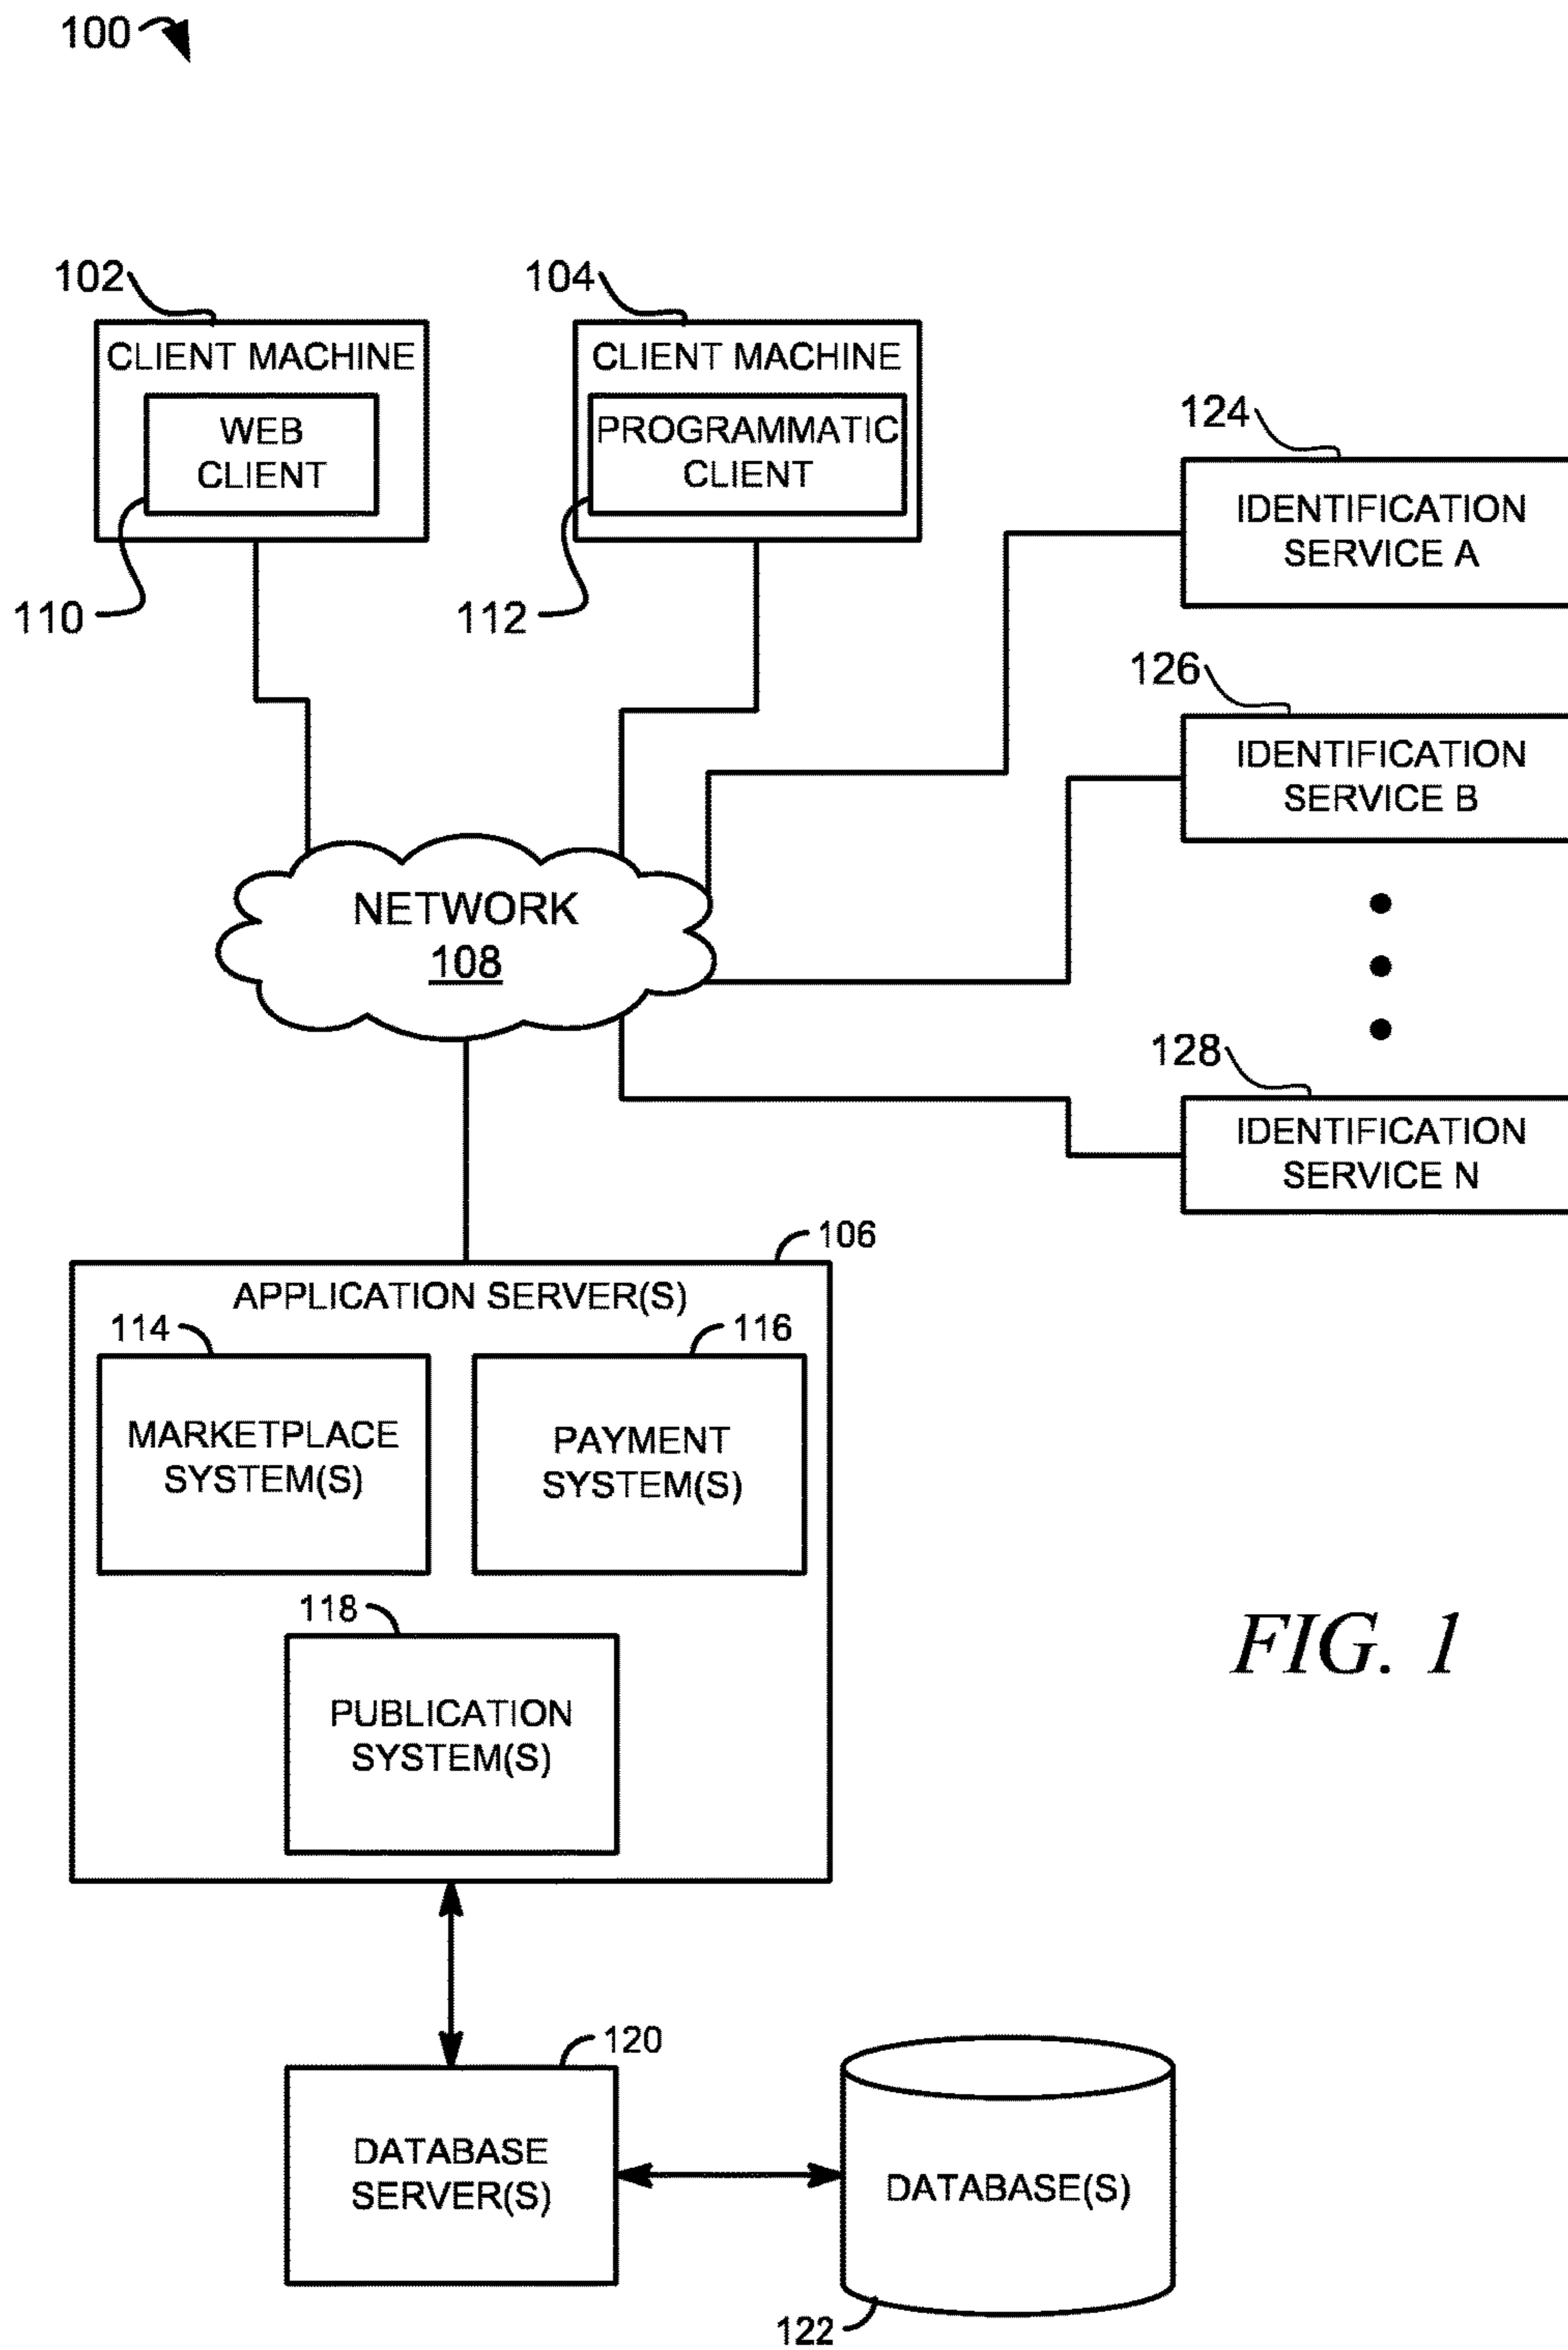 100
102
CLIENT MACHINE
WEB
CLIENT
110
104
CLIENT MACHINE
PROGRAMMATIC
CLIENT
112
124
IDENTIFICATION
SERVICE A
126
IDENTIFICATION
SERVICE B
128
IDENTIFICATION
SERVICE N
NETWORK
108
106
APPLICATION SERVER(S)
114
MARKETPLACE
SYSTEM(S)
116
PAYMENT
SYSTEM(S)
118
PUBLICATION
SYSTEM(S)
FIG. 1
120
DATABASE
SERVER(S)
DATABASE(S)
122